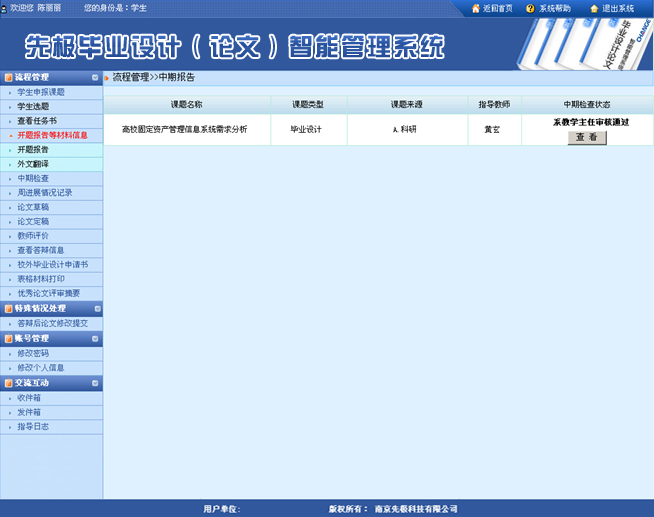 欢迎您 陈丽丽 您的身份是：学生 返回首页 系统帮助 退出系统
先极毕业设计（论文）智能管理系统
毕业设计论文
CHANGE
流程管理
学生申报课题
学生选题
查看任务书
开题报告等材料信息
开题报告
外文翻译
中期检查
周进展情况记录
论文草稿
论文定稿
教师评价
查看答辩信息
校外毕业设计申请书
表格材料打印
优秀论文评审摘要
特殊情况处理
答辩后论文修改提交
账号管理
修改密码
修改个人信息
交流互动
收件箱
发件箱
指导日志
流程管理>>中期报告
课题名称 课题类型 课题来源 指导教师 中期检查状态
高校固定资产管理信息系统需求分析 毕业设计 A.科研 黄玄 系教学主任审核通过
查 看
用户单位: 版权所有： 南京先极科技有限公司